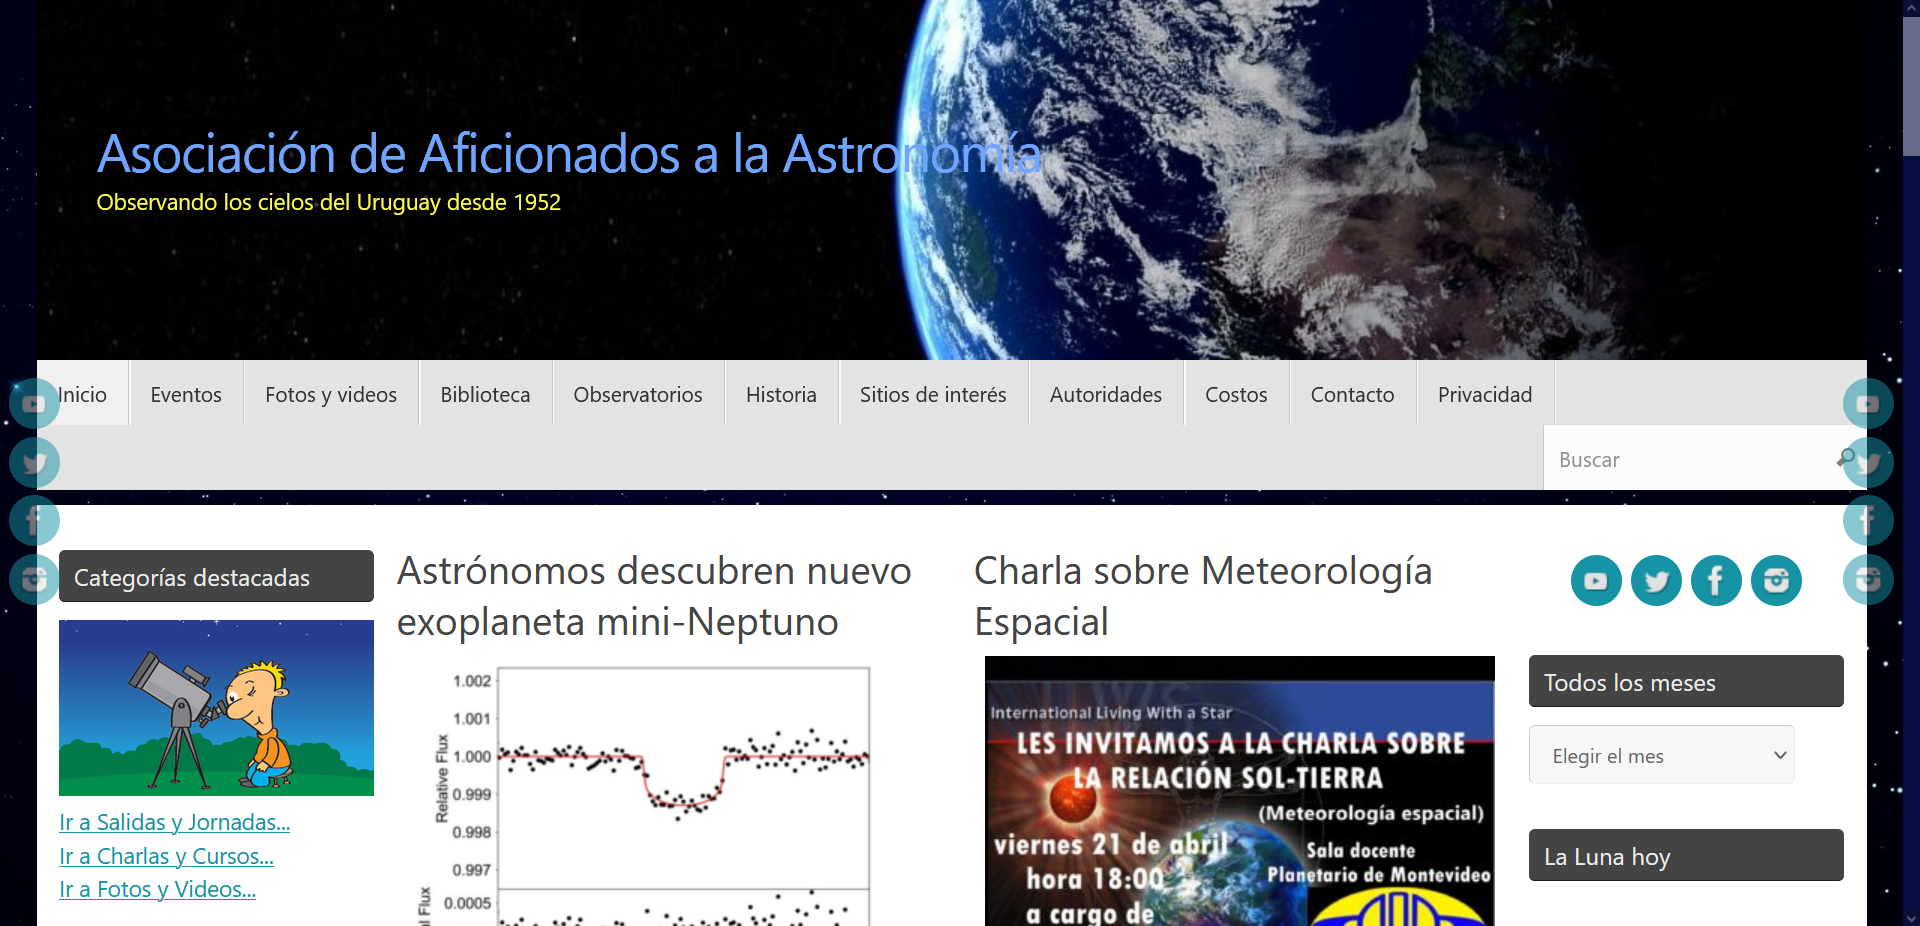 Asociación de Aficionados a la Astronomía
Observando los cielos del Uruguay desde 1952
Inicio
Eventos
Fotos y videos
Biblioteca
Observatorios
Historia
Sitios de interés
Autoridades
Costos
Contacto
Privacidad
Buscar
Categorías destacadas
Ir a Salidas y Jornadas...
Ir a Charlas y Cursos...
Ir a Fotos y Videos...
Astrónomos descubren nuevo
exoplaneta mini-Neptuno
Relative Flux
1.002
1.001
1.000
0.999
0.998
0.997
0.0005
Flux
Charla sobre Meteorología
Espacial
International Living With a Star
LES INVITAMOS A LA CHARLA SOBRE
LA RELACIÓN SOL-TIERRA
(Meteorología espacial)
viernes 21 de abril
hora 18:00
a cargo de
Sala docente
Planetario de Montevideo
Todos los meses
Elegir el mes
La Luna hoy